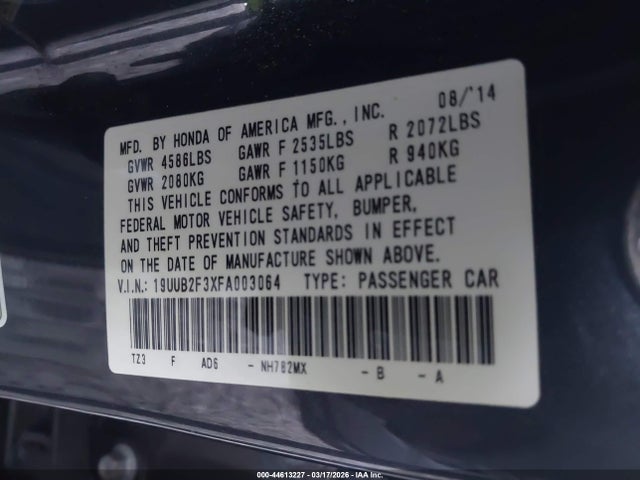 MFD. BY HONDA OF AMERICA MFG., INC. 08/'14
GVWR 4586LBS GAWR F 2535LBS R 2072LBS
GVWR 2080KG GAWR F 1150KG R 940KG
THIS VEHICLE CONFORMS TO ALL APPLICABLE
FEDERAL MOTOR VEHICLE SAFETY, BUMPER,
AND THEFT PREVENTION STANDARDS IN EFFECT
ON THE DATE OF MANUFACTURE SHOWN ABOVE.
V.I.N.: 19UUB2F3XFA003064 TYPE: PASSENGER CAR
TZ3 F AD6 - NH782MX - B - A
000-44613227 - 03/17/2026 - IAA Inc.